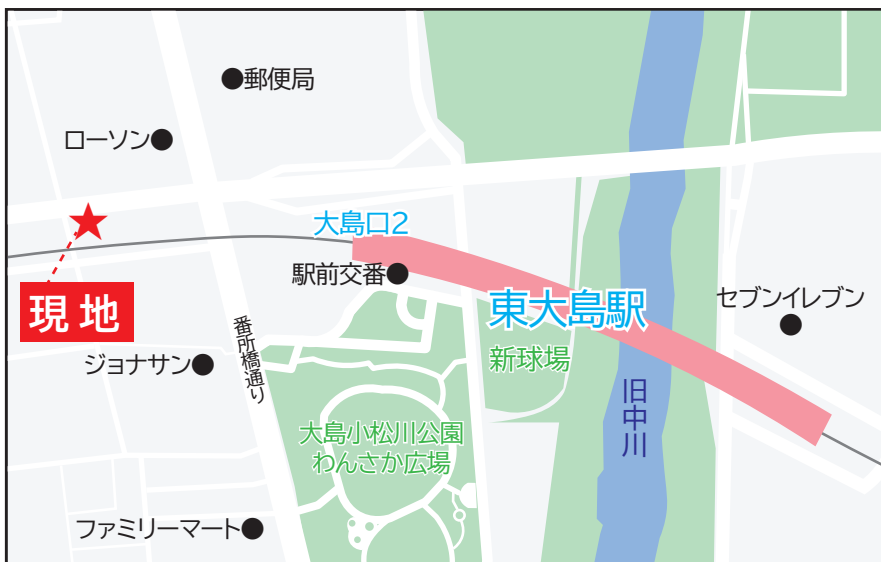 郵便局
ローソン
大島口2
駅前交番
現地
東大島駅
セブンイレブン
番所橋通り
ジョナサン
新球場
旧中川
大島小松川公園
わんさか広場
ファミリーマート